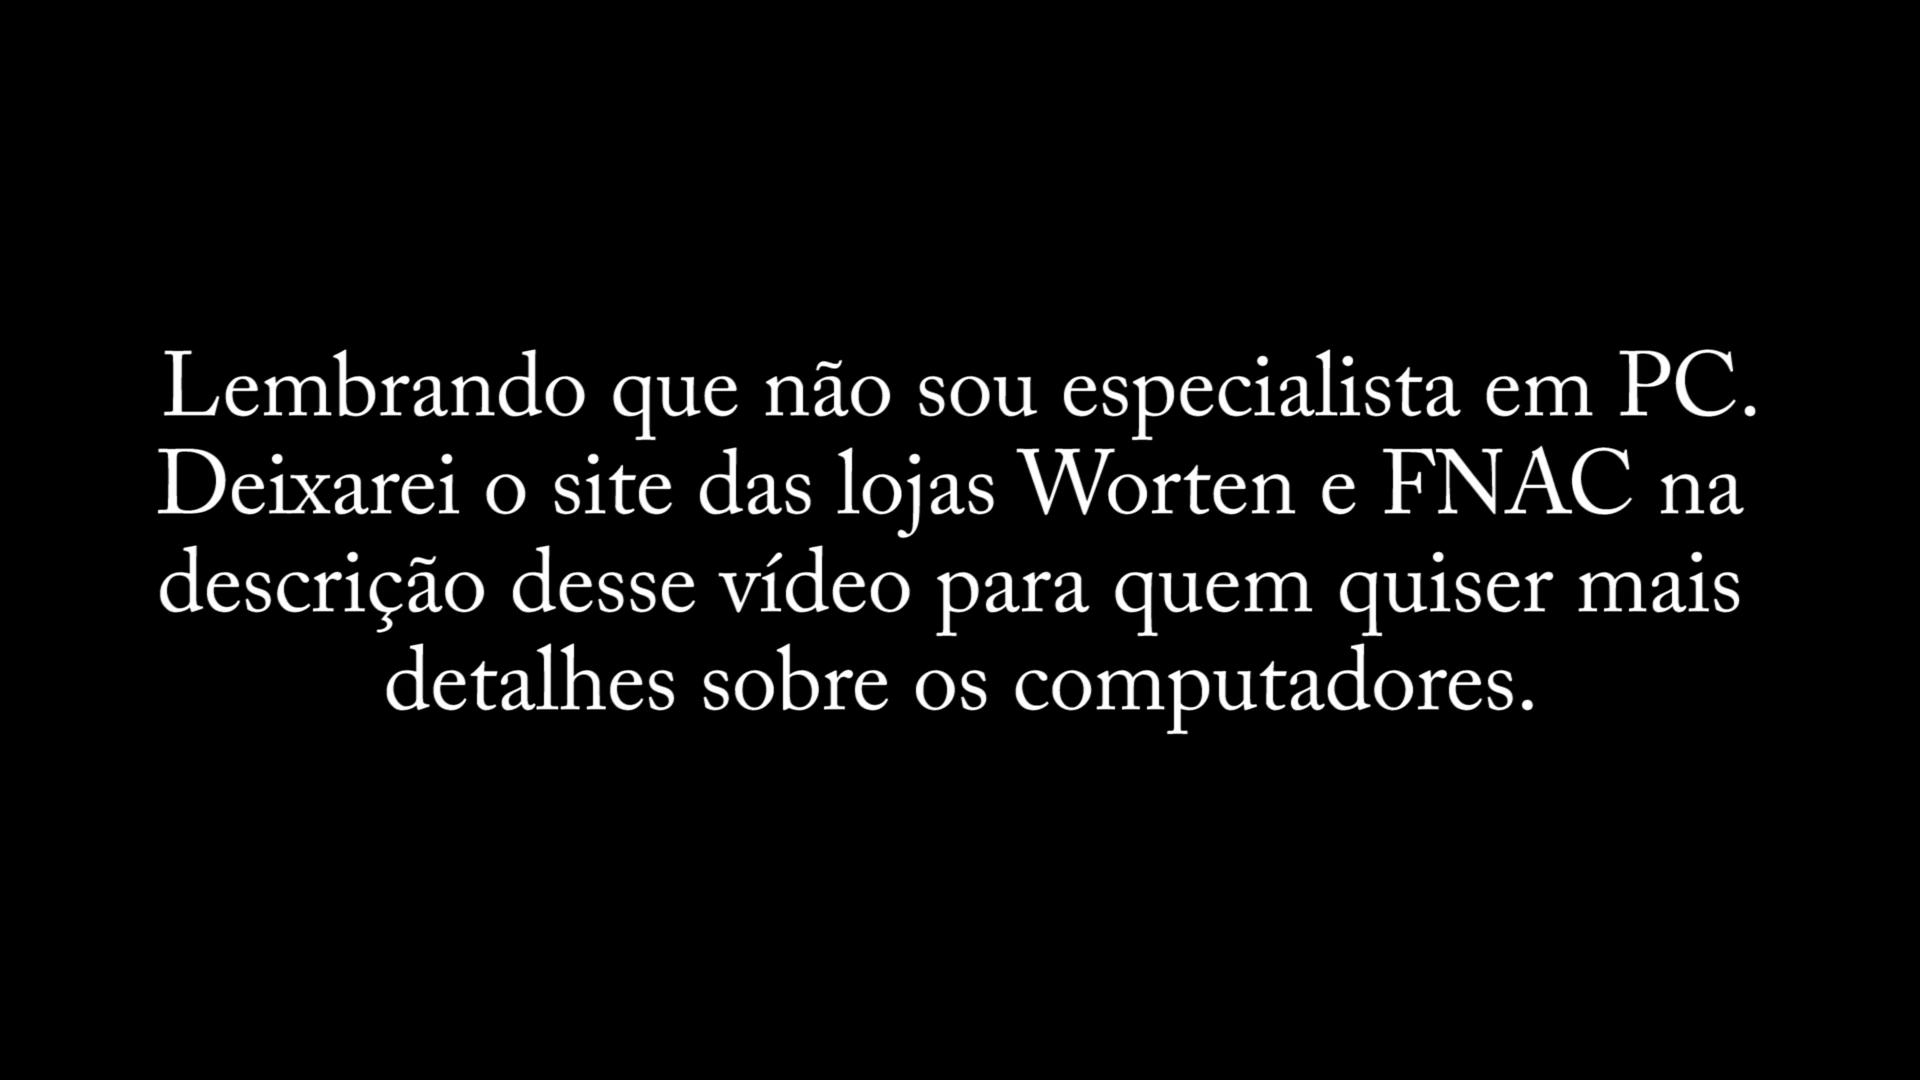 Lembrando que não sou especialista em PC.
Deixarei o site das lojas Worten e FNAC na
descrição desse vídeo para quem quiser mais
detalhes sobre os computadores.